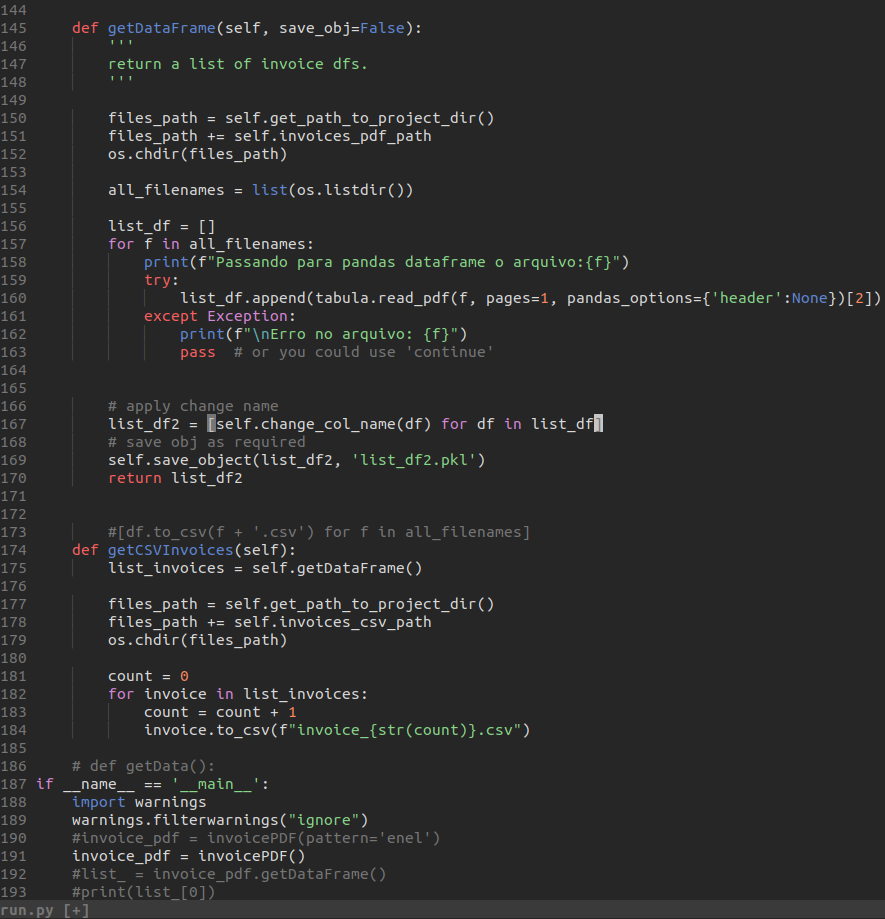 144
145     def getDataFrame(self, save_obj=False):
146         '''
147         return a list of invoice dfs.
148         '''
149
150         files_path = self.get_path_to_project_dir()
151         files_path += self.invoices_pdf_path
152         os.chdir(files_path)
153
154         all_filenames = list(os.listdir())
155
156         list_df = []
157         for f in all_filenames:
158             print(f"Passando para pandas dataframe o arquivo:{f}")
159             try:
160                 list_df.append(tabula.read_pdf(f, pages=1, pandas_options={'header':None})[2])
161             except Exception:
162                 print(f"\nErro no arquivo: {f}")
163                 pass  # or you could use 'continue'
164
165
166         # apply change name
167         list_df2 = [self.change_col_name(df) for df in list_df]
168         # save obj as required
169         self.save_object(list_df2, 'list_df2.pkl')
170         return list_df2
171
172
173         #[df.to_csv(f + '.csv') for f in all_filenames]
174     def getCSVInvoices(self):
175         list_invoices = self.getDataFrame()
176
177         files_path = self.get_path_to_project_dir()
178         files_path += self.invoices_csv_path
179         os.chdir(files_path)
180
181         count = 0
182         for invoice in list_invoices:
183             count = count + 1
184             invoice.to_csv(f"invoice_{str(count)}.csv")
185
186     # def getData():
187 if __name__ == '__main__':
188     import warnings
189     warnings.filterwarnings("ignore")
190     #invoice_pdf = invoicePDF(pattern='enel')
191     invoice_pdf = invoicePDF()
192     #list_ = invoice_pdf.getDataFrame()
193     #print(list_[0])
run.py [+]